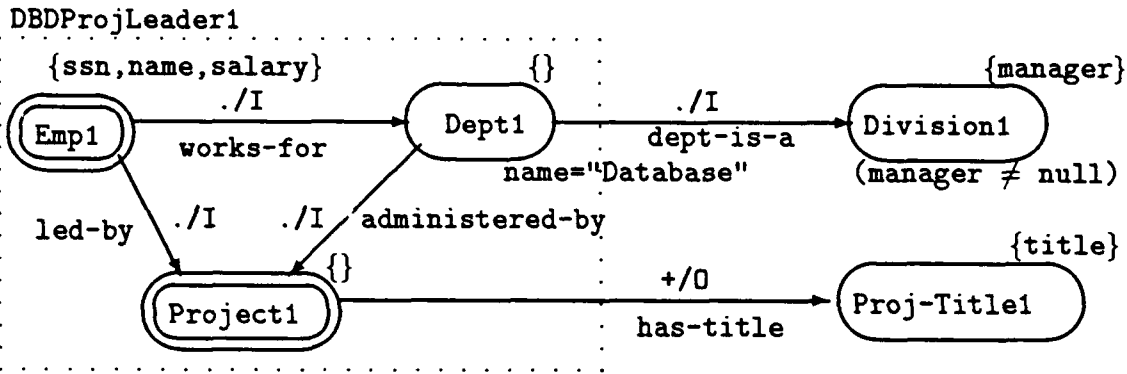 DBDProjLeader1
{ssn,name,salary}
{}
{manager}
./I
./I
Emp1
Dept1
Division1
works-for
dept-is-a
name="Database"
(manager ≠ null)
led-by
./I
./I
administered-by
{}
{title}
+/O
Project1
Proj-Title1
has-title